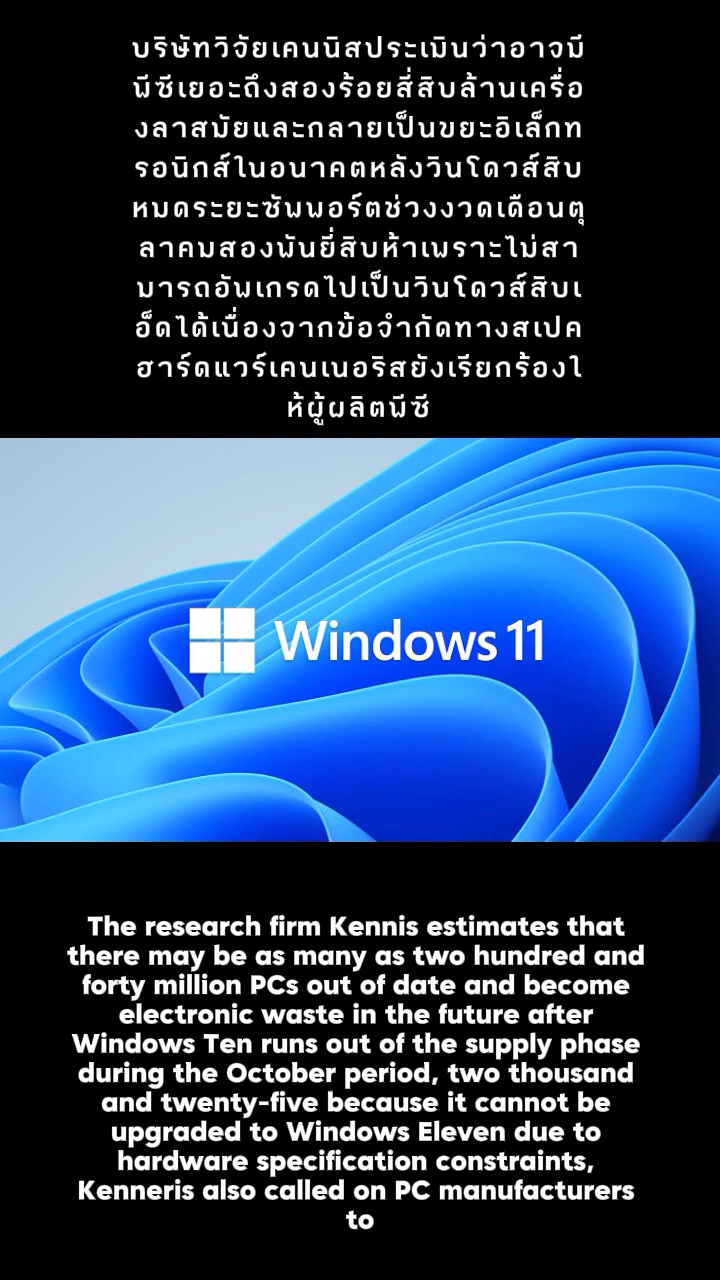 บริษัทวิจัยเคนนิสประเมินว่าอาจมี
พีซีเยอะถึงสองร้อยสี่สิบล้านเครื่อ
งลาสมัยและกลายเป็นขยะอิเล็กท
รอนิกส์ในอนาคตหลังวินโดวส์สิบ
หมดระยะซัพพอร์ตช่วงงวดเดือนตุ
ลาคมสองพันยี่สิบห้าเพราะไม่สา
มารถอัพเกรดไปเป็นวินโดวส์สิบเ
อ็ดได้เนื่องจากข้อจำกัดทางสเปค
ฮาร์ดแวร์เคนเนอริสยังเรียกร้องใ
ห้ผู้ผลิตพีซี
Windows 11
The research firm Kennis estimates that
there may be as many as two hundred and
forty million PCs out of date and become
electronic waste in the future after
Windows Ten runs out of the supply phase
during the October period, two thousand
and twenty-five because it cannot be
upgraded to Windows Eleven due to
hardware specification constraints,
Kenneris also called on PC manufacturers
to